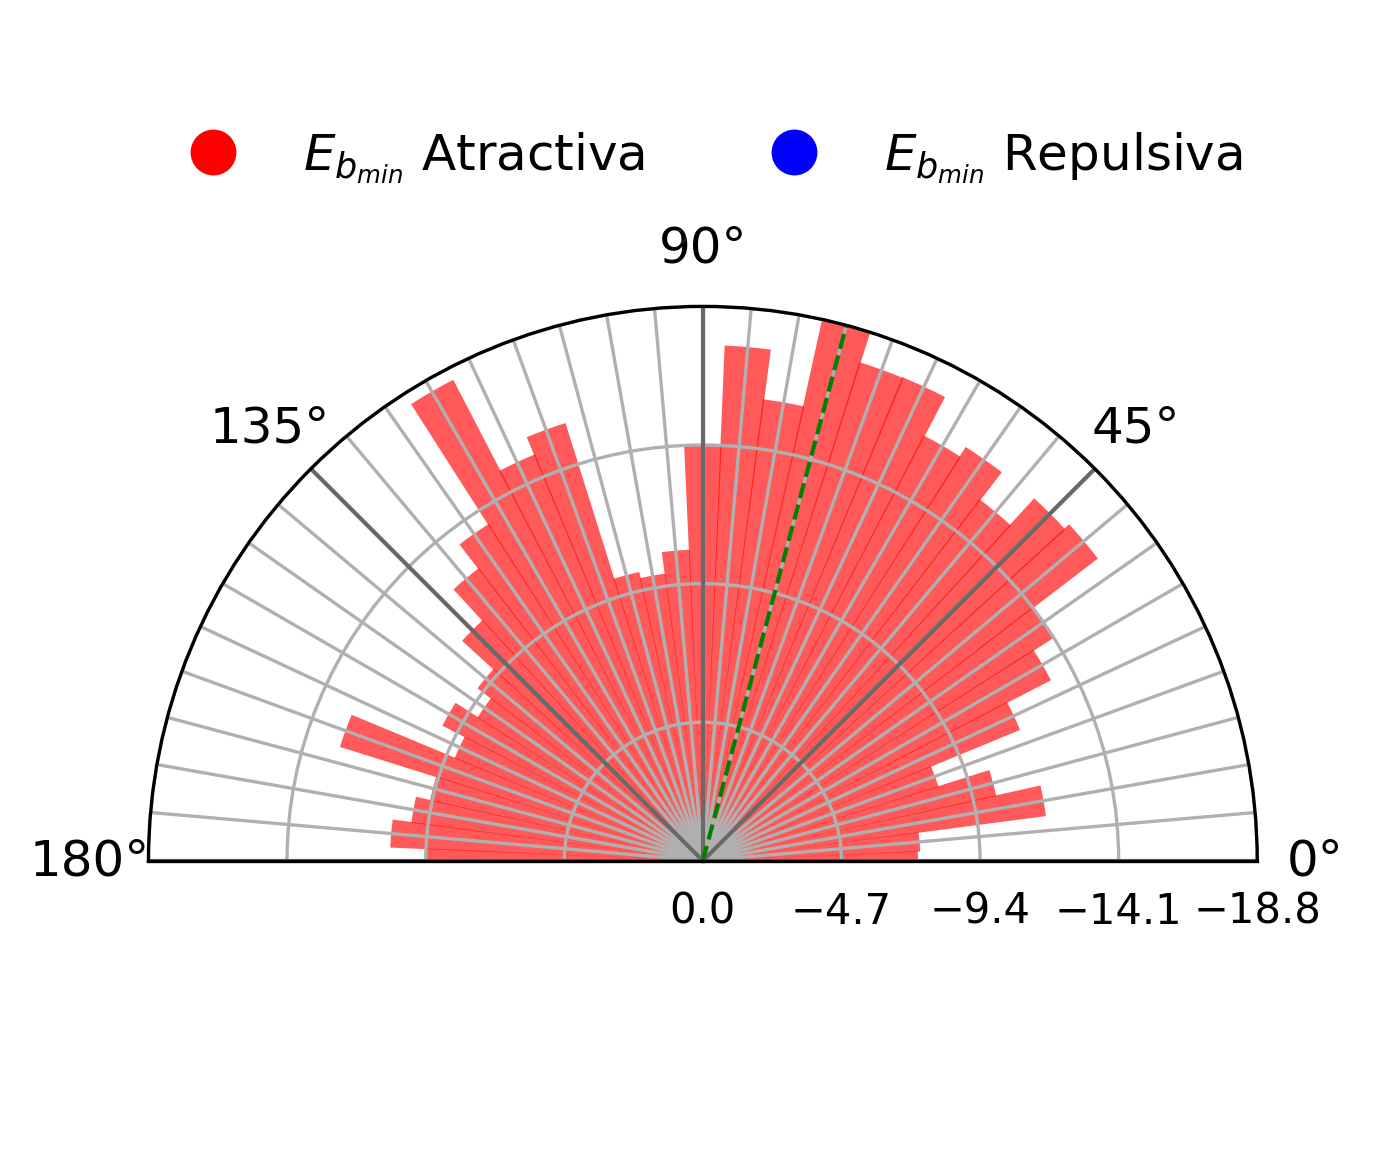 E_{b_{min}} Atractiva E_{b_{min}} Repulsiva
90°
135° 45°
180° 0°
0.0 −4.7 −9.4 −14.1 −18.8